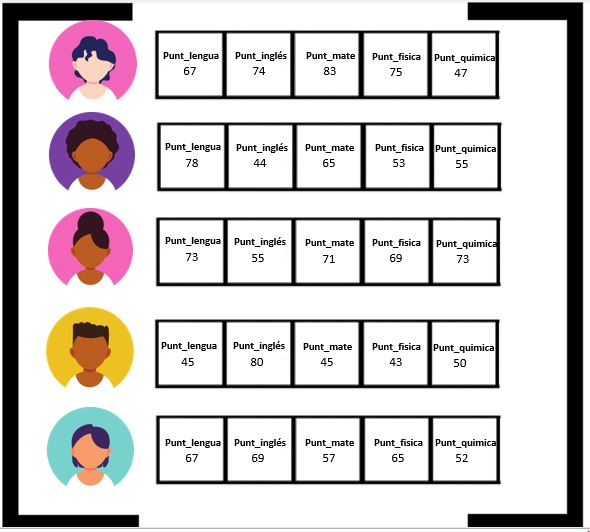 Punt_lengua Punt_inglés Punt_mate Punt_fisica Punt_quimica
67 74 83 75 47
Punt_lengua Punt_inglés Punt_mate Punt_fisica Punt_quimica
78 44 65 53 55
Punt_lengua Punt_inglés Punt_mate Punt_fisica Punt_quimica
73 55 71 69 73
Punt_lengua Punt_inglés Punt_mate Punt_fisica Punt_quimica
45 80 45 43 50
Punt_lengua Punt_inglés Punt_mate Punt_fisica Punt_quimica
67 69 57 65 52